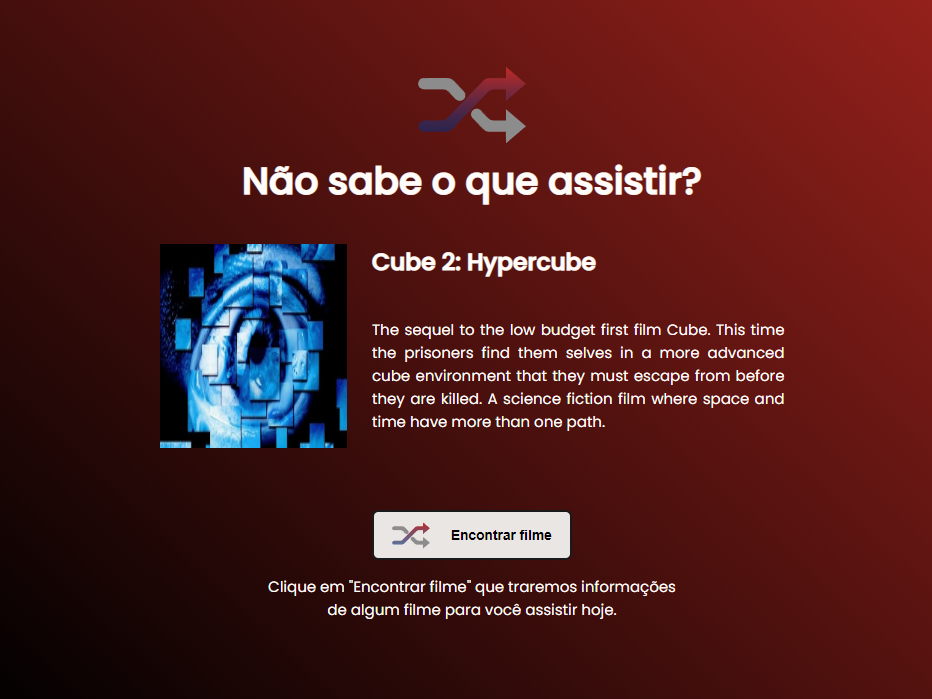 Não sabe o que assistir?
Cube 2: Hypercube
The sequel to the low budget first film Cube. This time
the prisoners find them selves in a more advanced
cube environment that they must escape from before
they are killed. A science fiction film where space and
time have more than one path.
Encontrar filme
Clique em "Encontrar filme" que traremos informações
de algum filme para você assistir hoje.